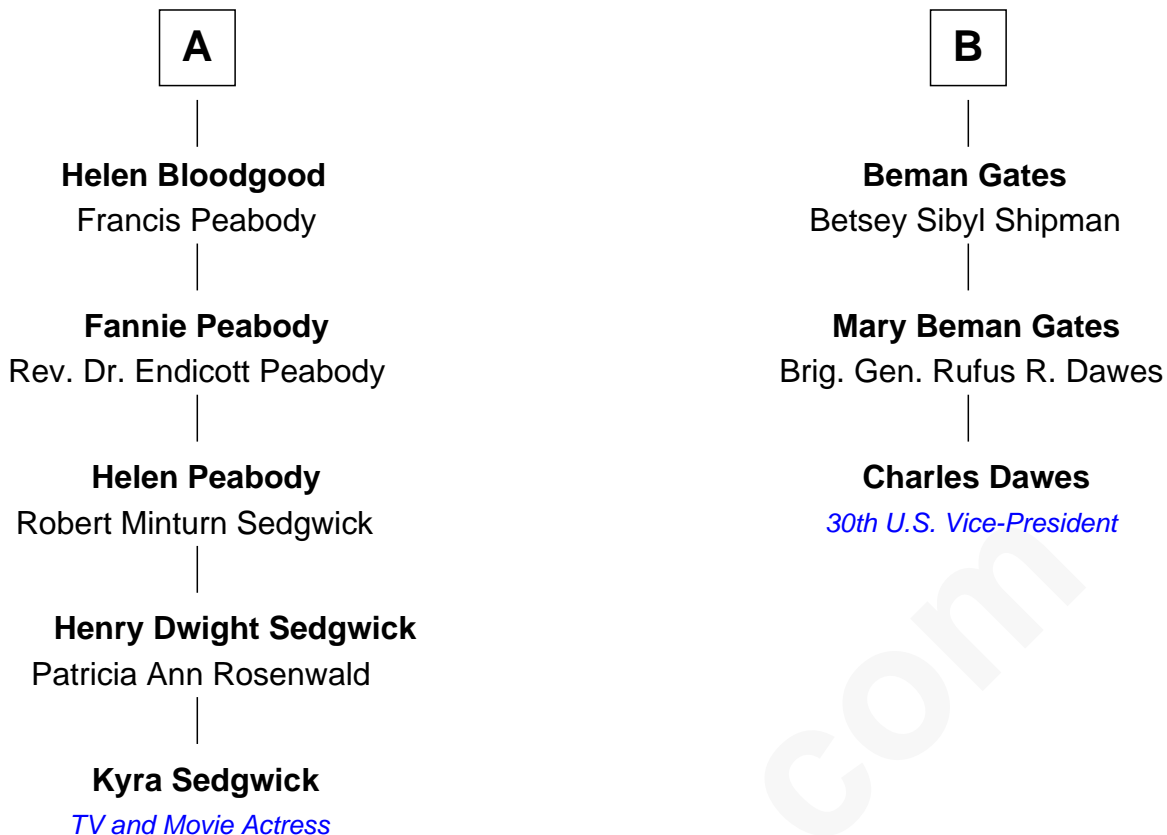 A
Helen Bloodgood
Francis Peabody
Fannie Peabody
Rev. Dr. Endicott Peabody
Helen Peabody
Robert Minturn Sedgwick
Henry Dwight Sedgwick
Patricia Ann Rosenwald
Kyra Sedgwick
TV and Movie Actress
B
Beman Gates
Betsey Sibyl Shipman
Mary Beman Gates
Brig. Gen. Rufus R. Dawes
Charles Dawes
30th U.S. Vice-President
com